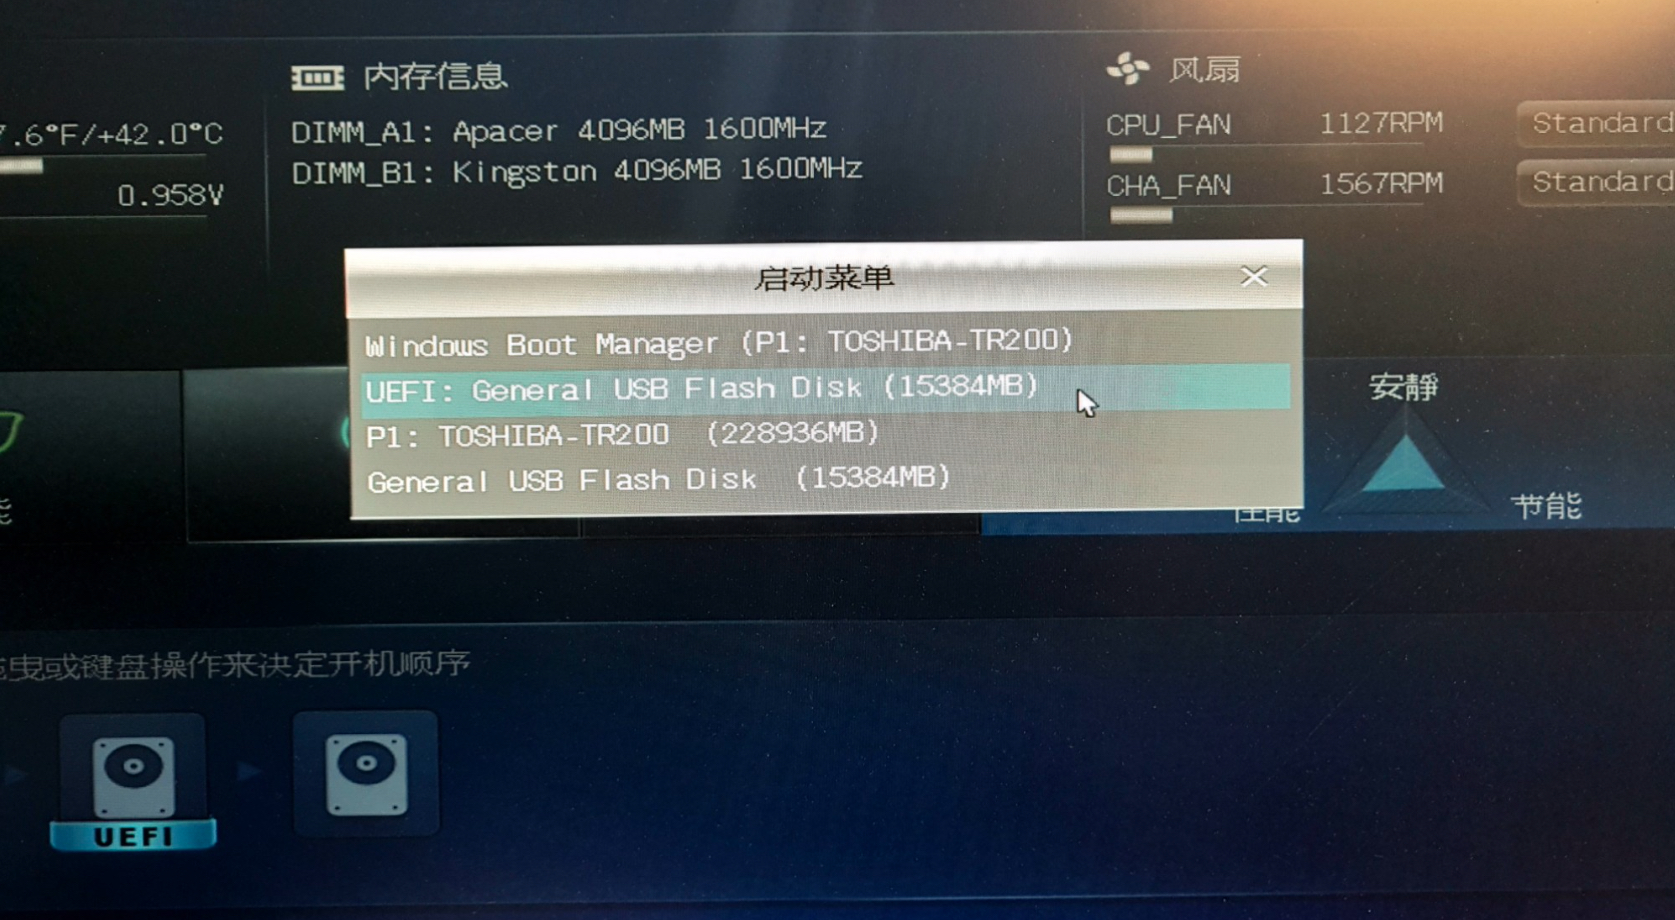 内存信息
风扇
7.6°F/+42.0°C
DIMM_A1: Apacer 4096MB 1600MHz
CPU_FAN 1127RPM Standard
DIMM_B1: Kingston 4096MB 1600MHz
0.958V
CHA_FAN 1567RPM Standard
启动菜单
Windows Boot Manager (P1: TOSHIBA-TR200)
UEFI: General USB Flash Disk (15384MB)
安靜
P1: TOSHIBA-TR200 (228936MB)
General USB Flash Disk (15384MB)
能
性能
节能
曳或键盘操作来决定开机顺序
UEFI